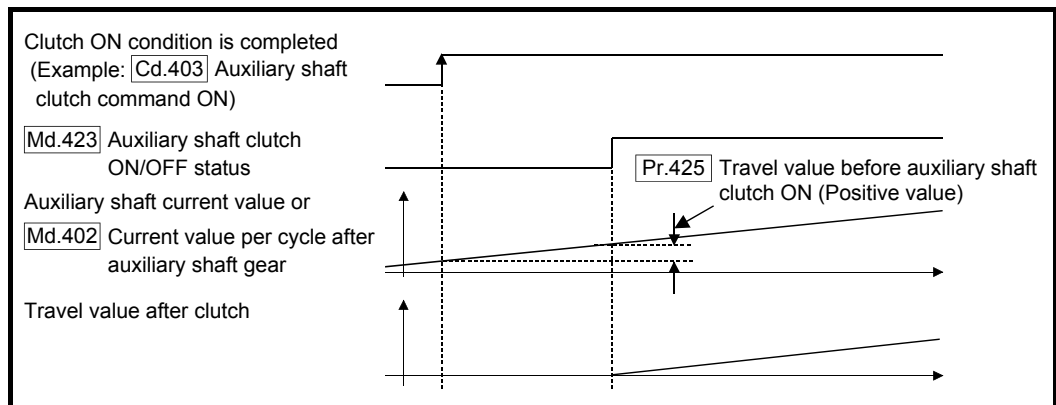 Clutch ON condition is completed
(Example: Cd.403 Auxiliary shaft
clutch command ON)
Md.423 Auxiliary shaft clutch
ON/OFF status
Pr.425 Travel value before auxiliary shaft
clutch ON (Positive value)
Auxiliary shaft current value or
Md.402 Current value per cycle after
auxiliary shaft gear
Travel value after clutch